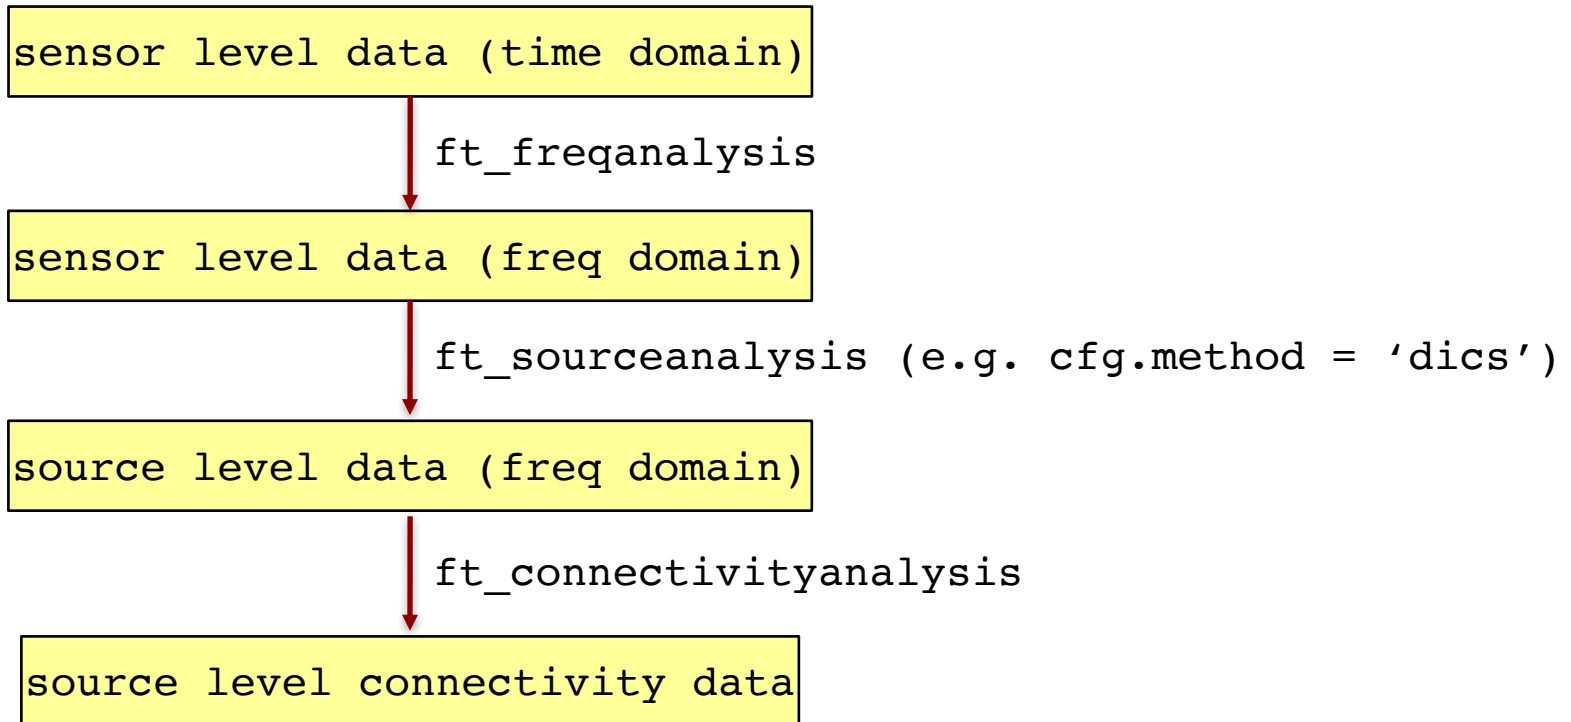 sensor level data (time domain)
ft_freqanalysis
sensor level data (freq domain)
ft_sourceanalysis (e.g. cfg.method = ‘dics’)
source level data (freq domain)
ft_connectivityanalysis
source level connectivity data